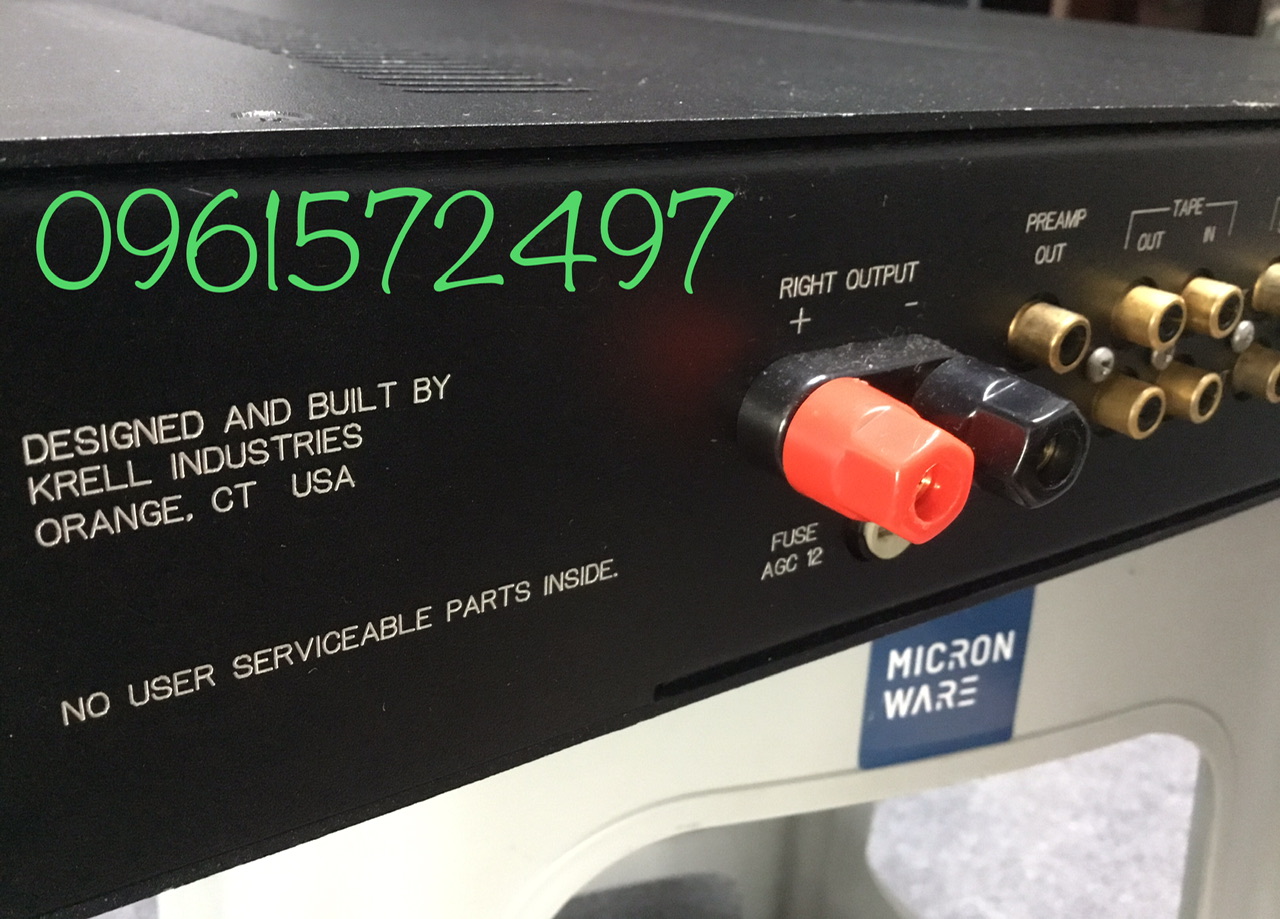 0961572497
PREAMP
OUT
TAPE
OUT IN
RIGHT OUTPUT
+ -
DESIGNED AND BUILT BY
KRELL INDUSTRIES
ORANGE, CT USA
FUSE
AGC 12
NO USER SERVICEABLE PARTS INSIDE.
MICRON
WARE